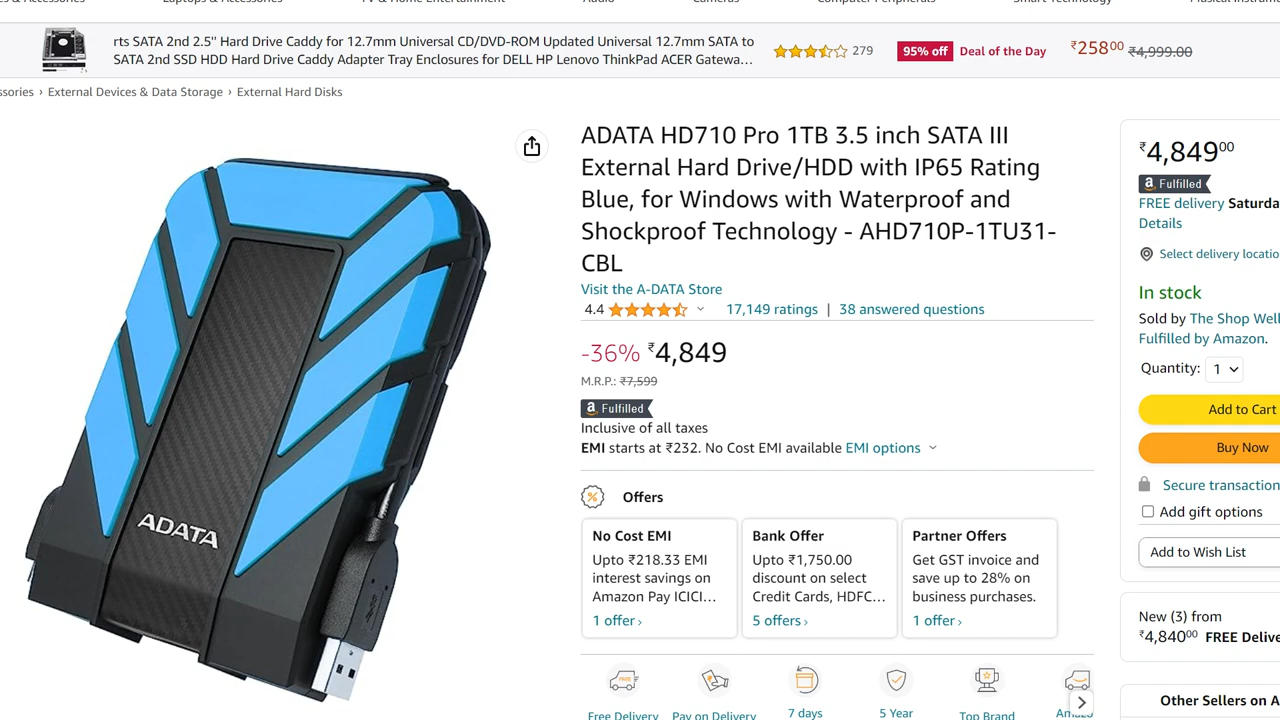 Laptops & Accessories
TV & Home Entertainment
Audio
Cameras
Computer Peripherals
Smart Technology
rts SATA 2nd 2.5" Hard Drive Caddy for 12.7mm Universal CD/DVD-ROM Updated Universal 12.7mm SATA t
SATA 2nd SSD HDD Hard Drive Caddy Adapter Tray Enclosures for DELL HP Lenovo ThinkPad ACER Gatewa…
279
95% off Deal of the Day
₹258⁰⁰ ₹4,999.00
ssories › External Devices & Data Storage › External Hard Disks
ADATA HD710 Pro 1TB 3.5 inch SATA III
External Hard Drive/HDD with IP65 Rating
Blue, for Windows with Waterproof and
Shockproof Technology - AHD710P-1TU31-
CBL
Visit the A-DATA Store
4.4 17,149 ratings | 38 answered questions
-36% ₹4,849
M.R.P.: ₹7,599
a Fulfilled
Inclusive of all taxes
EMI starts at ₹232. No Cost EMI available EMI options
Offers
No Cost EMI
Upto ₹218.33 EMI
interest savings on
Amazon Pay ICICI…
1 offer ›
Bank Offer
Upto ₹1,750.00
discount on select
Credit Cards, HDFC…
5 offers ›
Partner Offers
Get GST invoice and
save up to 28% on
business purchases.
1 offer ›
FREE
Free Delivery
Pay on Delivery
7 days
5 Year
Top Brand
Amaz
ADATA
₹4,849⁰⁰
a Fulfilled
FREE delivery Saturda
Details
Select delivery locatio
In stock
Sold by The Shop Well
Fulfilled by Amazon.
Quantity: 1
Add to Cart
Buy Now
Secure transaction
Add gift options
Add to Wish List
New (3) from
₹4,840⁰⁰ FREE Delive
Other Sellers on A